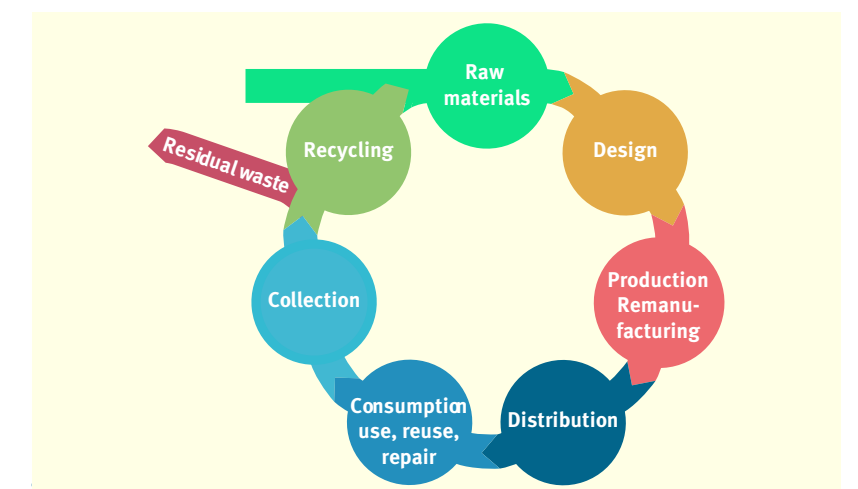 Raw
materials
Design
Production
Remanu-
facturing
Distribution
Consumption
use, reuse,
repair
Collection
Recycling
Residual waste